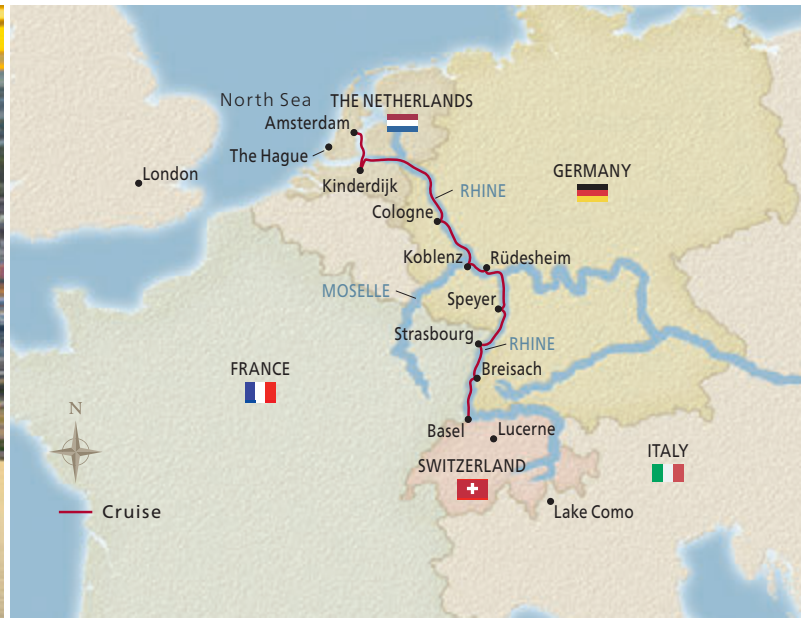 North Sea
THE NETHERLANDS
Amsterdam
The Hague
London
Kinderdijk
GERMANY
RHINE
Cologne
Koblenz
Rüdesheim
MOSELLE
Speyer
Strasbourg
RHINE
FRANCE
Breisach
N
Basel
Lucerne
ITALY
SWITZERLAND
Cruise
Lake Como